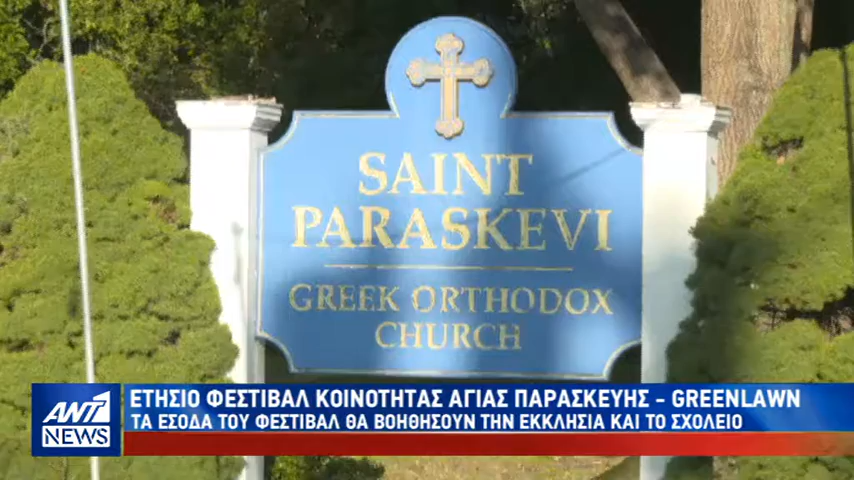 SAINT
PARASKEVI
GREEK ORTHODOX
CHURCH
ΕΤΗΣΙΟ ΦΕΣΤΙΒΑΛ ΚΟΙΝΟΤΗΤΑΣ ΑΓΙΑΣ ΠΑΡΑΣΚΕΥΗΣ - GREENLAWN
ΤΑ ΕΣΟΔΑ ΤΟΥ ΦΕΣΤΙΒΑΛ ΘΑ ΒΟΗΘΗΣΟΥΝ ΤΗΝ ΕΚΚΛΗΣΙΑ ΚΑΙ ΤΟ ΣΧΟΛΕΙΟ
ANT1
NEWS